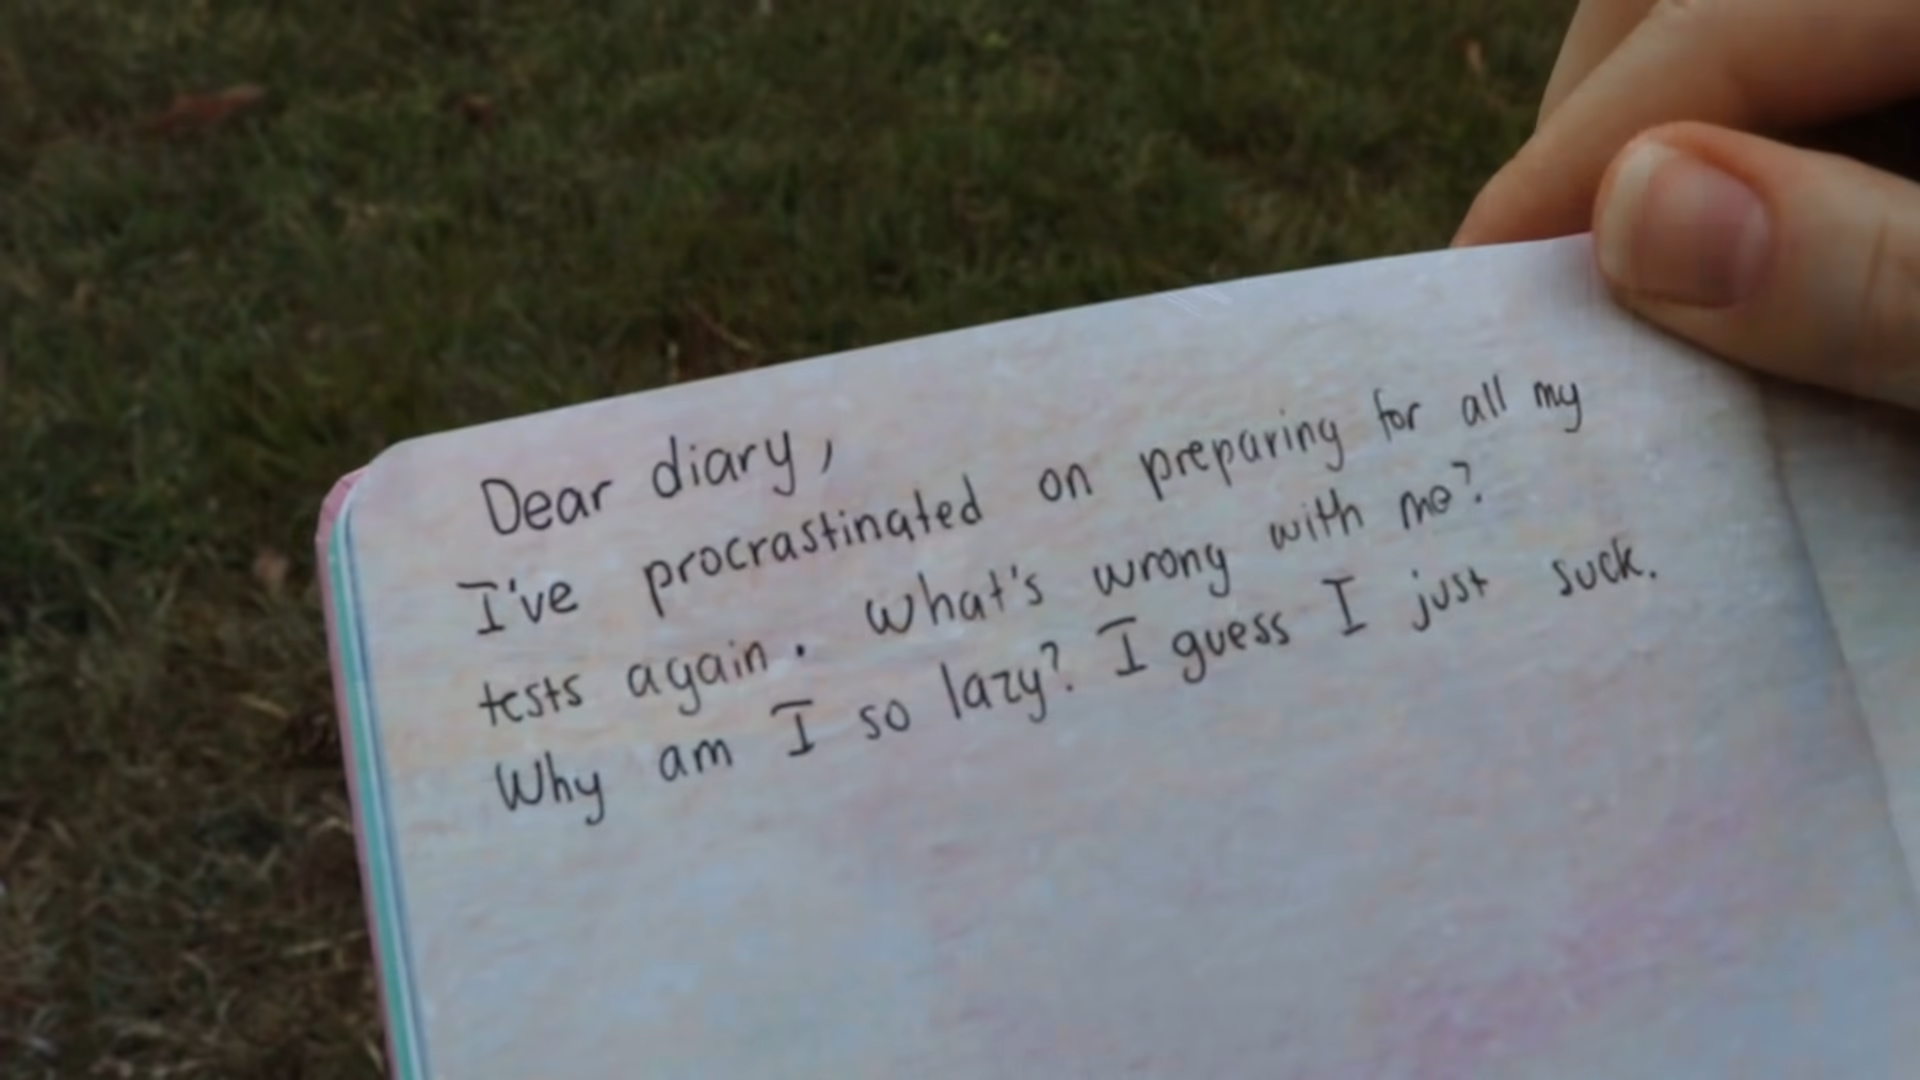 Dear diary,
I've procrastinated on preparing for all my
tests again. What's wrong with me?
Why am I so lazy? I guess I just suck.